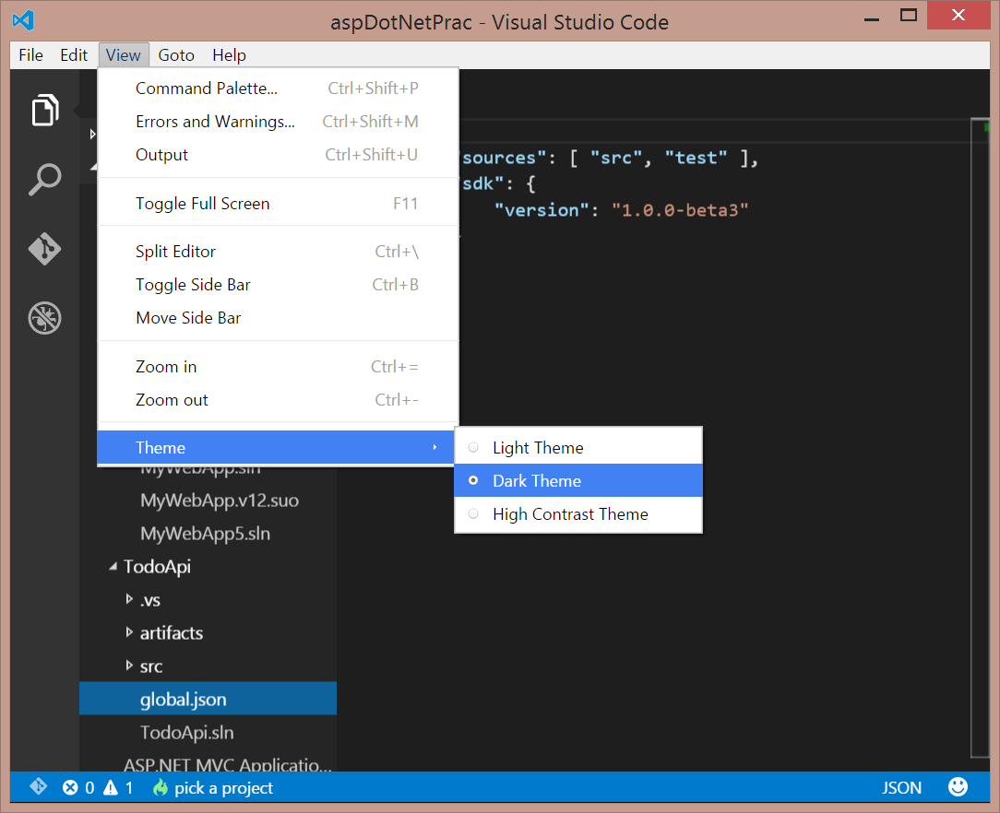 aspDotNetPrac - Visual Studio Code
File Edit View Goto Help
Command Palette... Ctrl+Shift+P
Errors and Warnings... Ctrl+Shift+M
Output Ctrl+Shift+U
Toggle Full Screen F11
Split Editor Ctrl+\
Toggle Side Bar Ctrl+B
Move Side Bar
Zoom in Ctrl+=
Zoom out Ctrl+-
Theme
Light Theme
Dark Theme
High Contrast Theme
sources": [ "src", "test" ],
sdk": {
"version": "1.0.0-beta3"
MyWebApp.sln
MyWebApp.v12.suo
MyWebApp5.sln
TodoApi
.vs
artifacts
src
global.json
TodoApi.sln
ASP.NET MVC Applicatio...
0 1 pick a project JSON